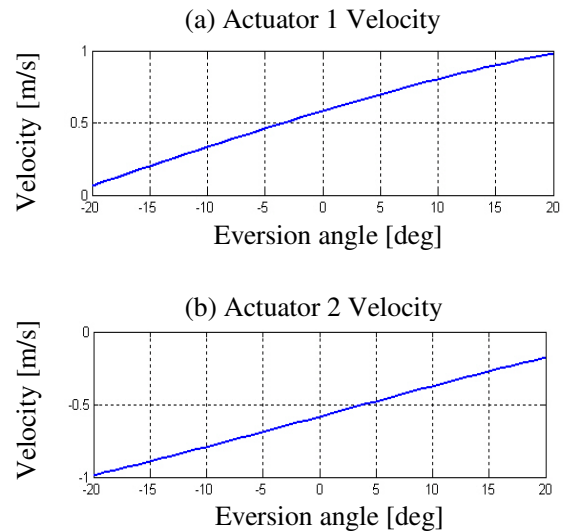 (a) Actuator 1 Velocity
1
0.5
0
Velocity [m/s]
-20 -15 -10 -5 0 5 10 15 20
Eversion angle [deg]
(b) Actuator 2 Velocity
0
-0.5
-1
Velocity [m/s]
-20 -15 -10 -5 0 5 10 15 20
Eversion angle [deg]